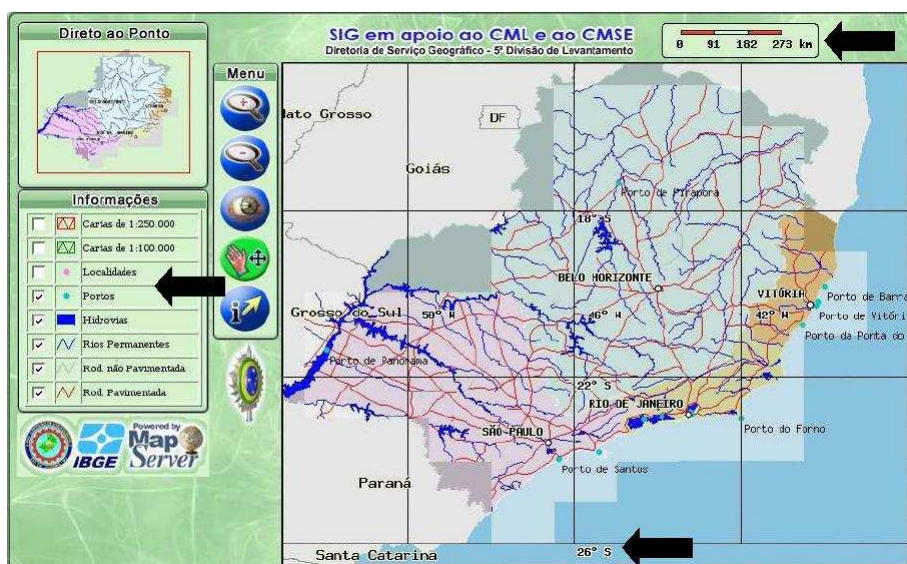 Direto ao Ponto
SIG em apoio ao CML e ao CMSE
Diretoria de Serviço Geográfico - 5ª Divisão de Levantamento
0 91 182 273 km
Menu
Informações
Cartas de 1:250.000
Cartas de 1:100.000
Localidades
Portos
Hidrovias
Rios Permanentes
Rod. não Pavimentada
Rod. Pavimentada
IBGE
Powered by
Map
Server
lato Grosso
DF
Goiás
Porto de Pirapora
18° S
BELO HORIZONTE
VITÓRIA
Porto de Barra
Porto de Vitóri
Grosso do Sul
50° W
46° W
42° W
Porto da Ponta do
Porto de Panorama
22° S
RIO DE JANEIRO
SÃO PAULO
Porto do Forno
Porto de Santos
Paraná
Santa Catarina
26° S